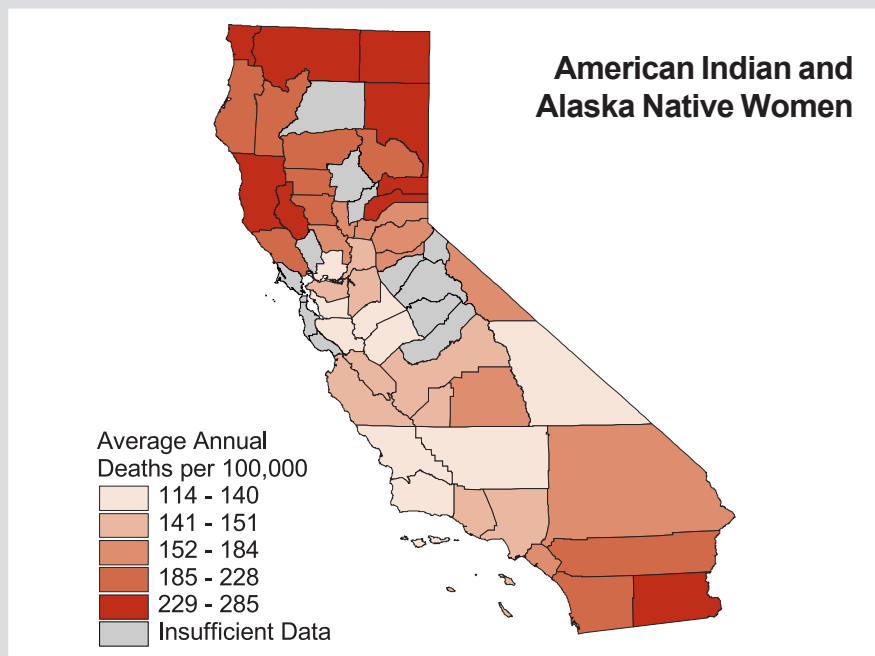 American Indian and
Alaska Native Women
Average Annual
Deaths per 100,000
114 - 140
141 - 151
152 - 184
185 - 228
229 - 285
Insufficient Data